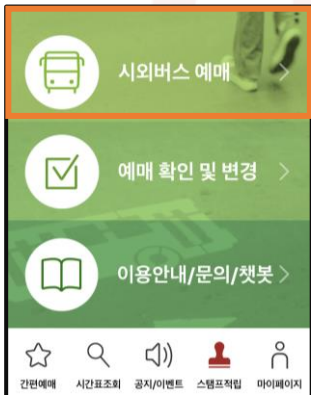 시외버스 예매
예매 확인 및 변경
이용안내/문의/챗봇
간편예매 시간표조회 공지/이벤트 스탬프적립 마이페이지